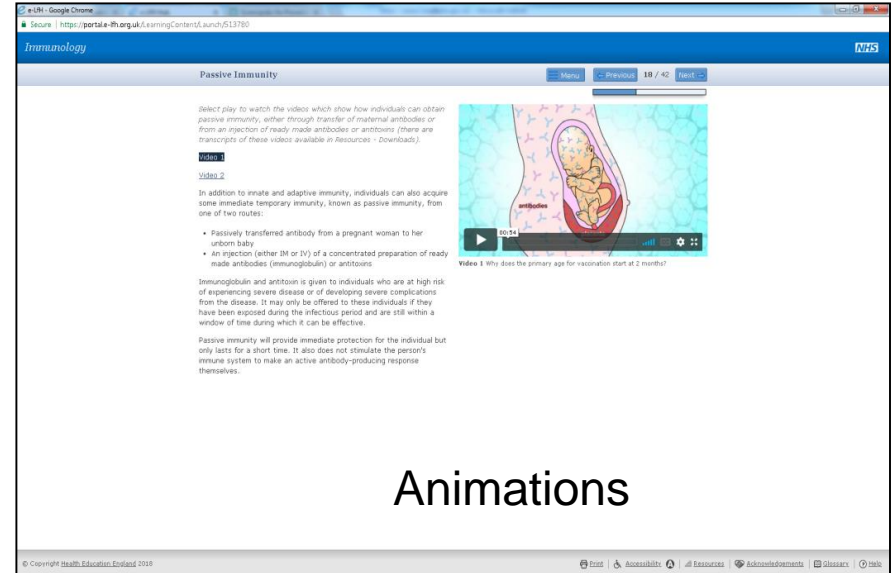 e-LfH - Google Chrome
Secure | https://portal.e-lfh.org.uk/LearningContent/Launch/513780
Immunology
NHS
Passive Immunity
Menu
Previous
18 / 42
Next
Select play to watch the videos which show how individuals can obtain
passive immunity, either through transfer of maternal antibodies or
from an injection of ready made antibodies or antitoxins (there are
transcripts of these videos available in Resources - Downloads).
Video 1
Video 2
In addition to innate and adaptive immunity, individuals can also acquire
some immediate temporary immunity, known as passive immunity, from
one of two routes:
• Passively transferred antibody from a pregnant woman to her
unborn baby
• An injection (either IM or IV) of a concentrated preparation of ready
made antibodies (immunoglobulin) or antitoxins
Immunoglobulin and antitoxin is given to individuals who are at high risk
of experiencing severe disease or of developing severe complications
from the disease. It may only be offered to these individuals if they
have been exposed during the infectious period and are still within a
window of time during which it can be effective.
Passive immunity will provide immediate protection for the individual but
only lasts for a short time. It also does not stimulate the person's
immune system to make an active antibody-producing response
themselves.
antibodies
00:54
Video 1 Why does the primary age for vaccination start at 2 months?
Animations
© Copyright Health Education England 2018
Print | Accessibility | Resources | Acknowledgements | Glossary | Help